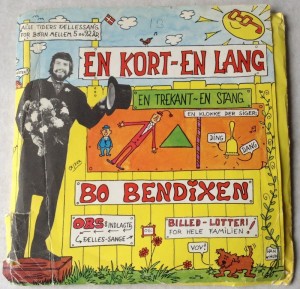 ALLE TIDERS FÆLLESSANG
FOR BØRN MELLEM 5 OG 92 ÅR
EN KORT-EN LANG
EN TREKANT-EN STANG
EN KLOKKE DER SIGER
DING
DANG
BO BENDIXEN
OBS: INDLAGTE
FÆLLES-SANGE
BILLED-LOTTERI
FOR HELE FAMILIEN!
VOV!